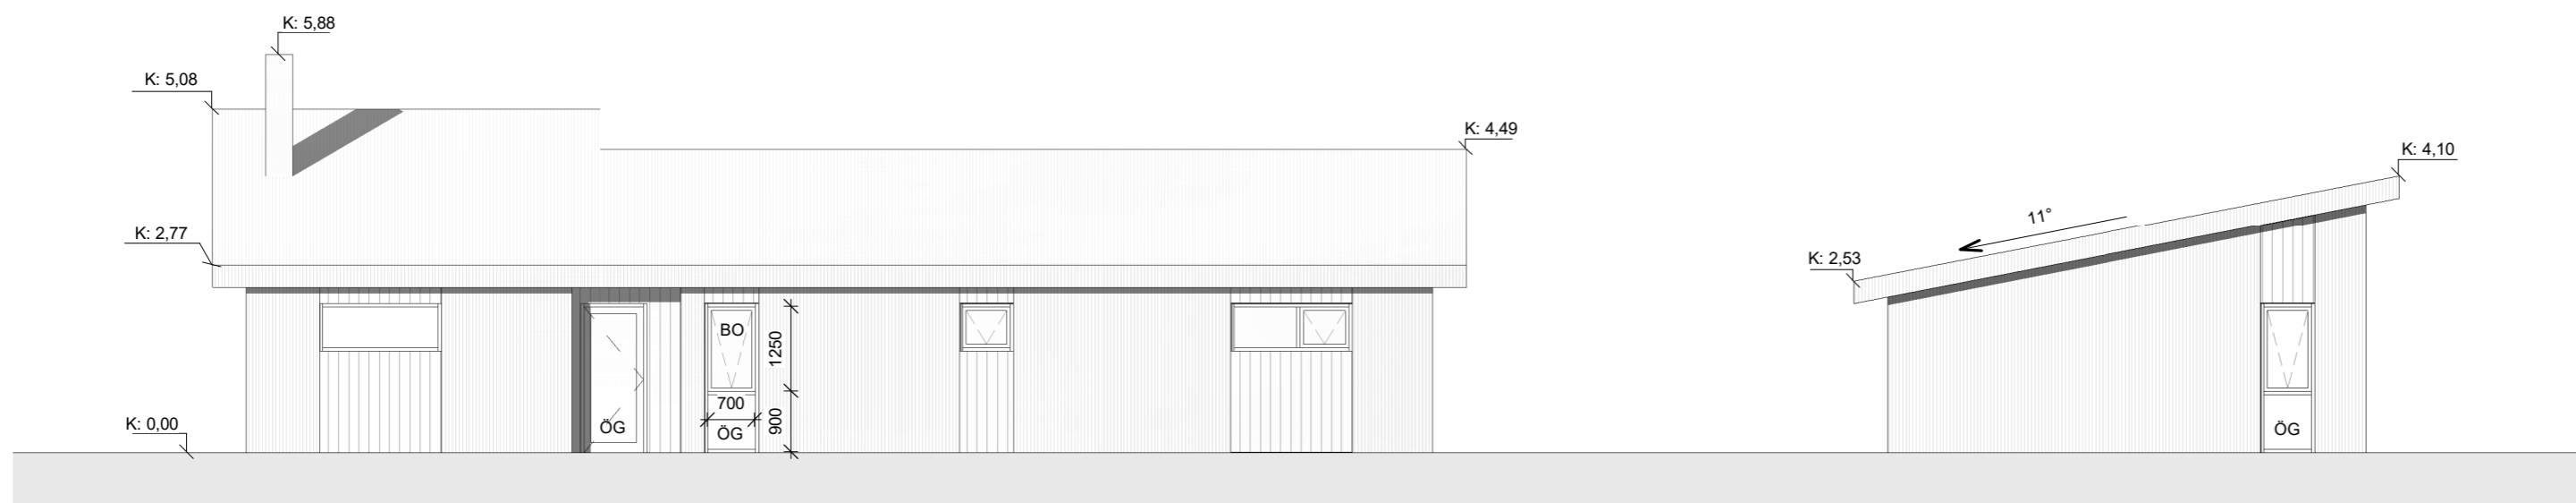 K: 5,88
K: 5,08
K: 4,49
K: 4,10
11°
K: 2,77
K: 2,53
BO
1250
700
900
K: 0,00
ÖG
ÖG
ÖG